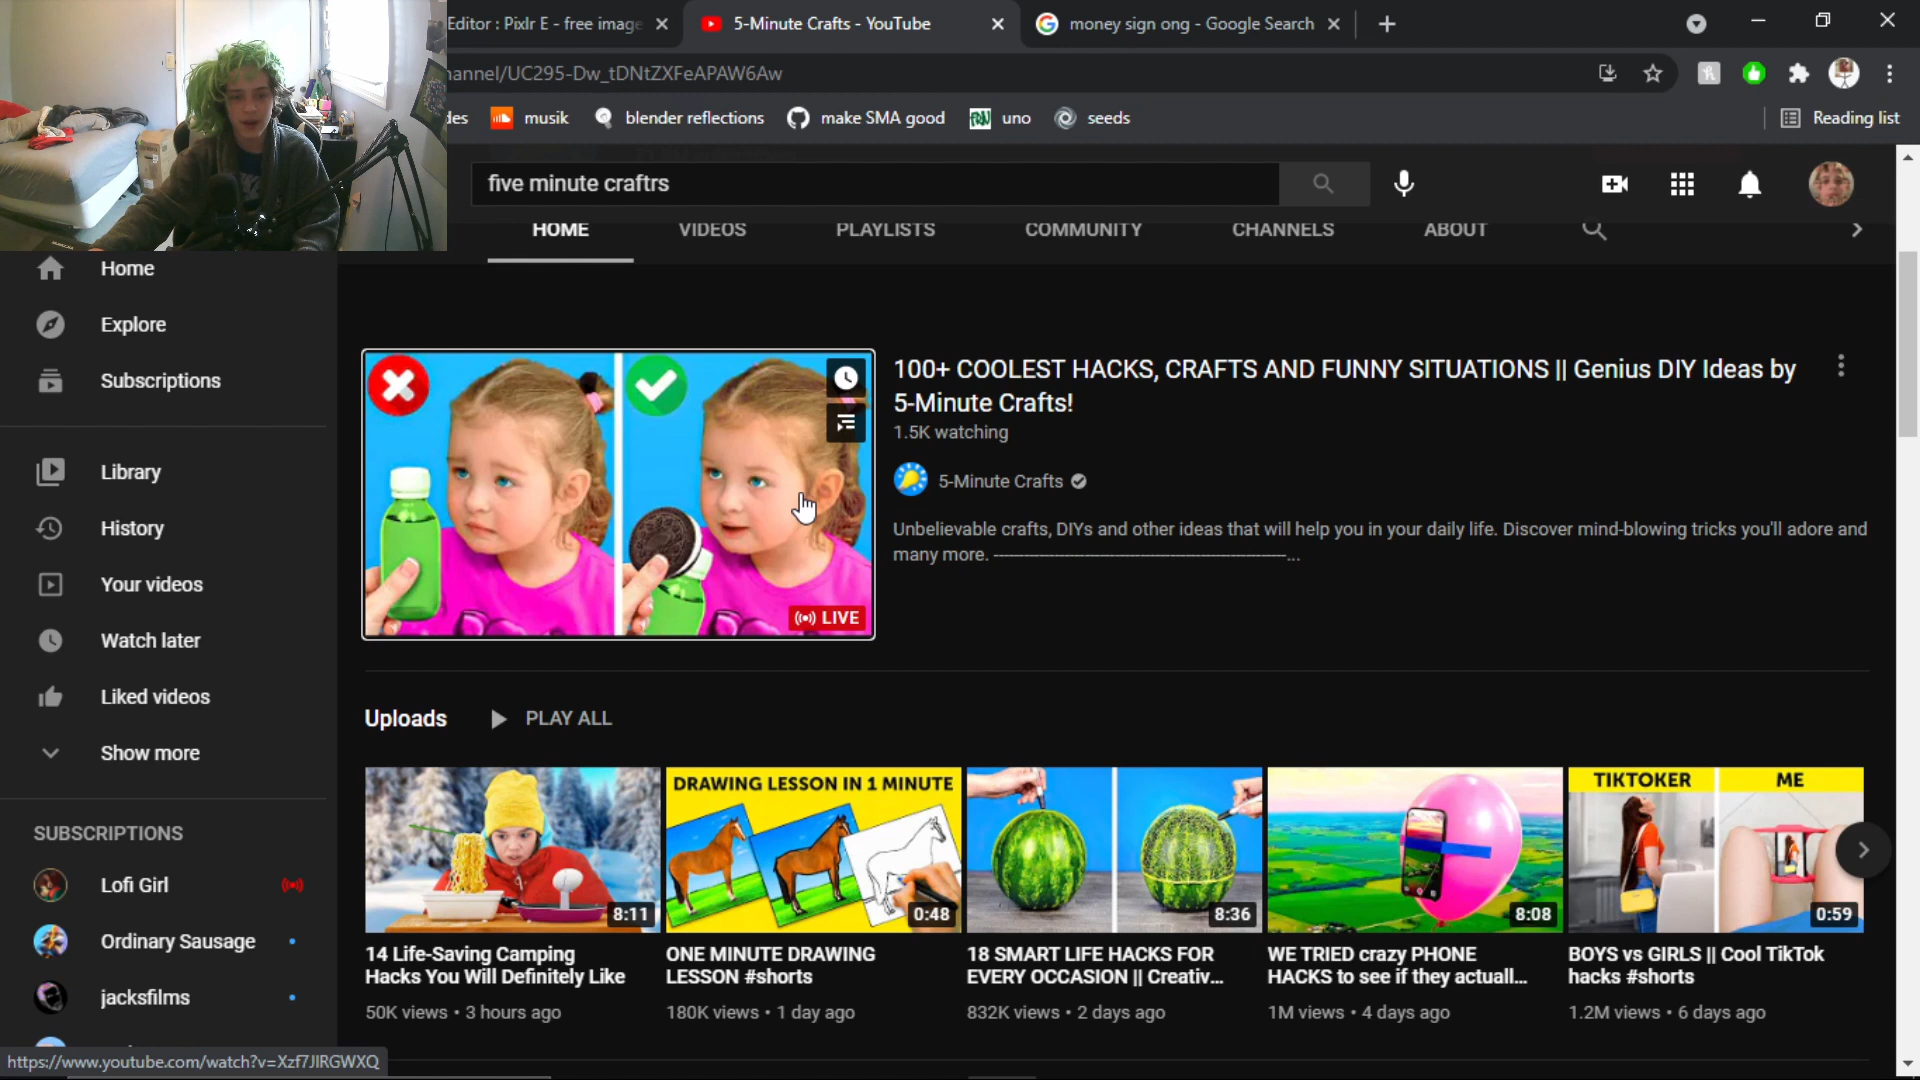 Editor : Pixlr E - free image
5-Minute Crafts - YouTube
money sign ong - Google Search
hannel/UC295-Dw_tDNtZXFeAPAW6Aw
des
musik
blender reflections
make SMA good
uno
seeds
Reading list
five minute craftrs
HOME
VIDEOS
PLAYLISTS
COMMUNITY
CHANNELS
ABOUT
Home
Explore
Subscriptions
Library
History
Your videos
Watch later
Liked videos
Show more
SUBSCRIPTIONS
Lofi Girl
Ordinary Sausage
jacksfilms
LIVE
100+ COOLEST HACKS, CRAFTS AND FUNNY SITUATIONS || Genius DIY Ideas by
5-Minute Crafts!
1.5K watching
5-Minute Crafts
Unbelievable crafts, DIYs and other ideas that will help you in your daily life. Discover mind-blowing tricks you'll adore and
many more. ---------------------------------------------------...
Uploads
PLAY ALL
8:11
14 Life-Saving Camping
Hacks You Will Definitely Like
50K views • 3 hours ago
DRAWING LESSON IN 1 MINUTE
0:48
ONE MINUTE DRAWING
LESSON #shorts
180K views • 1 day ago
8:36
18 SMART LIFE HACKS FOR
EVERY OCCASION || Creativ...
832K views • 2 days ago
8:08
WE TRIED crazy PHONE
HACKS to see if they actuall...
1M views • 4 days ago
TIKTOKER
ME
0:59
BOYS vs GIRLS || Cool TikTok
hacks #shorts
1.2M views • 6 days ago
https://www.youtube.com/watch?v=Xzf7JIRGWXQ